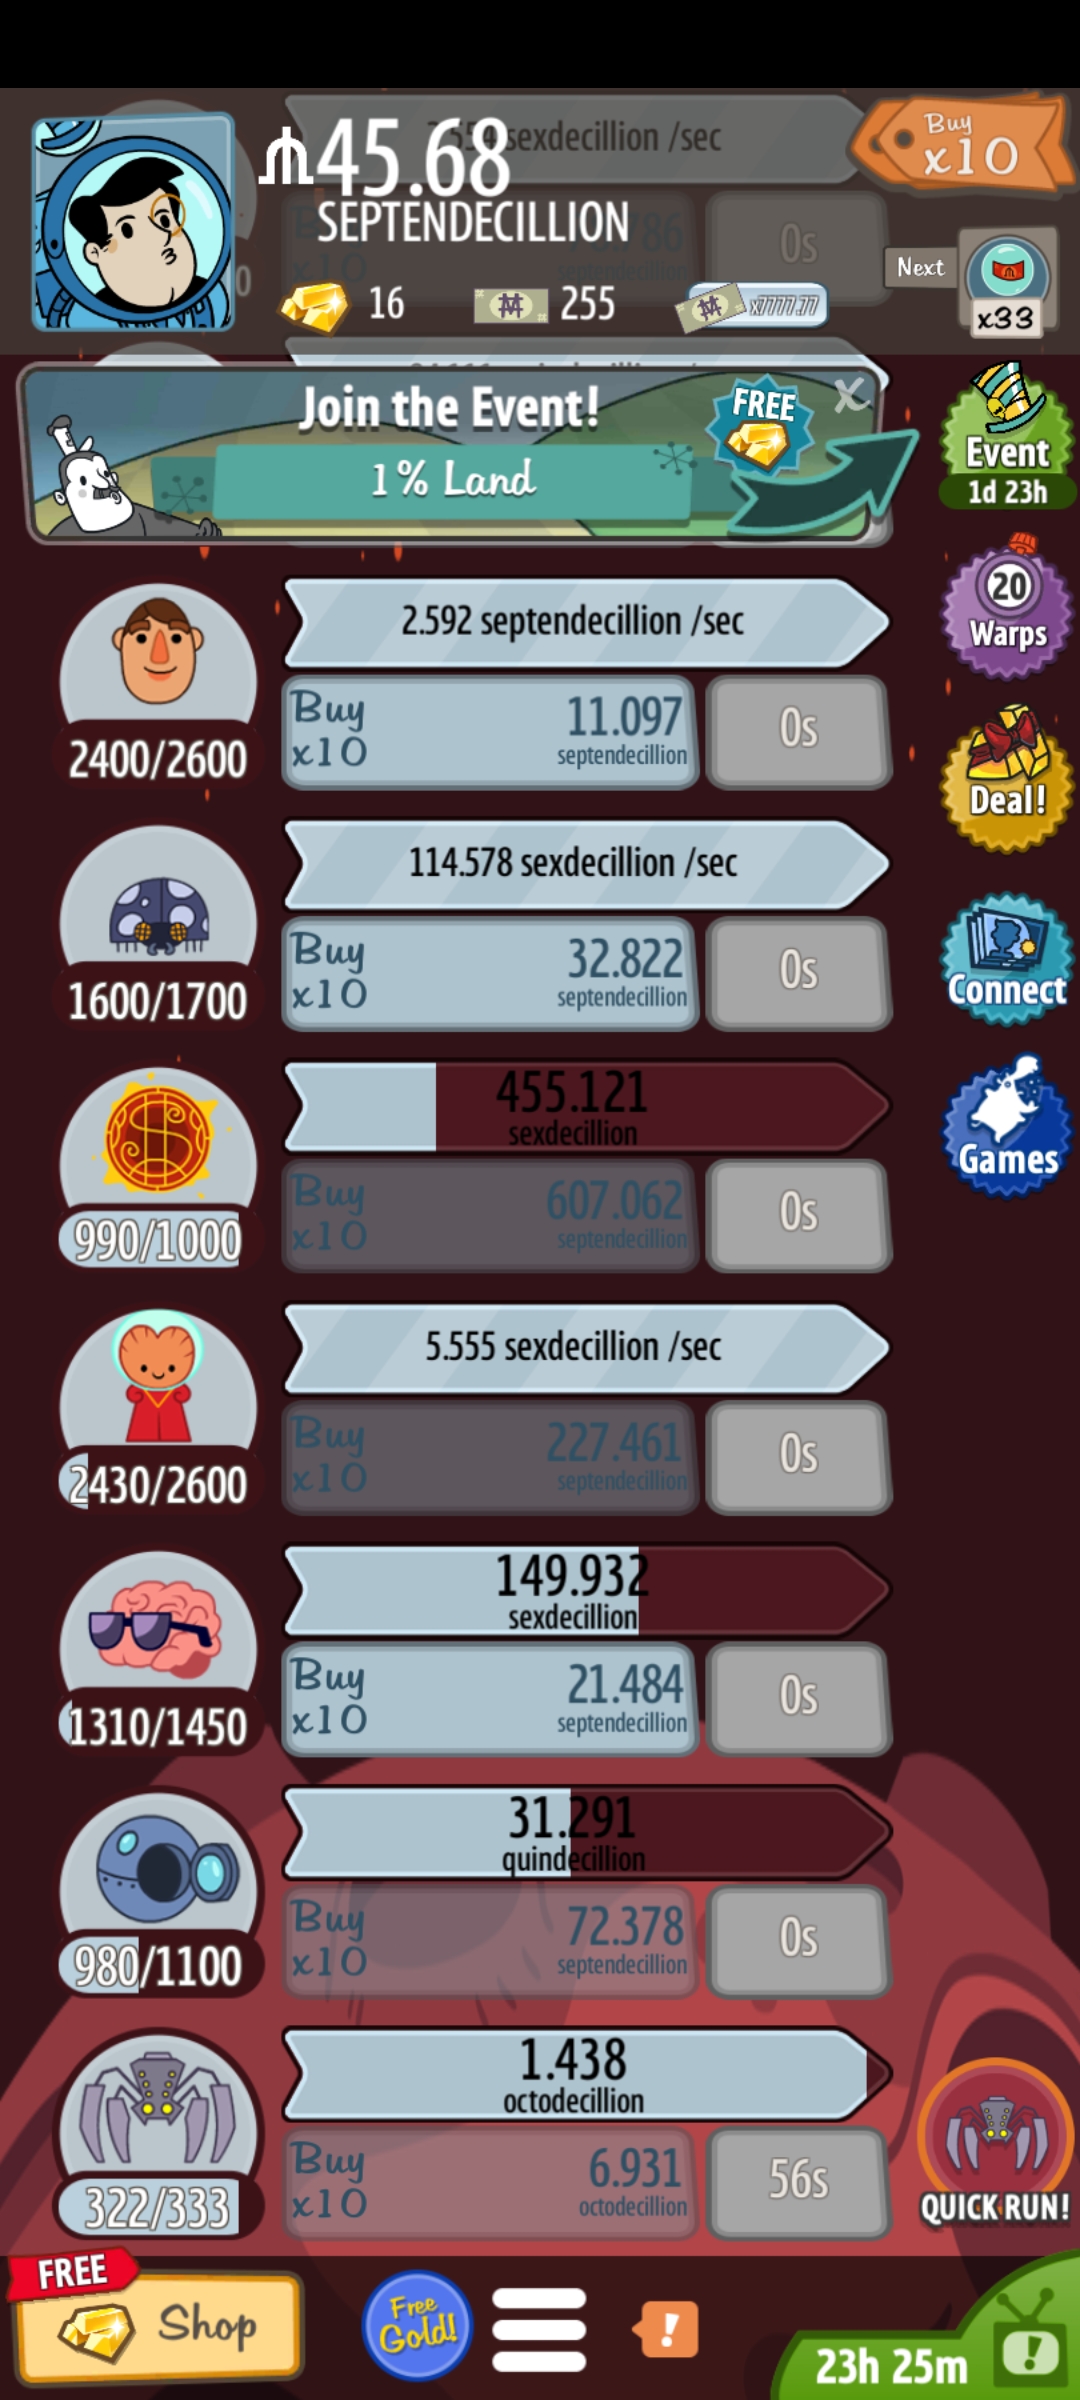 sexdecillion /sec
Buy
x10
₼45.68
SEPTENDECILLION
786
septendecillion
0s
16
255
x7777.77
Next
x33
Join the Event!
FREE
X
1% Land
Event
1d 23h
2.592 septendecillion /sec
20
Warps
Buy
x10
11.097
septendecillion
0s
2400/2600
Deal!
114.578 sexdecillion /sec
Buy
x10
32.822
septendecillion
0s
1600/1700
Connect
455.121
sexdecillion
Buy
x10
607.062
septendecillion
0s
990/1000
Games
5.555 sexdecillion /sec
Buy
x10
227.461
septendecillion
0s
2430/2600
149.932
sexdecillion
Buy
x10
21.484
septendecillion
0s
1310/1450
31.291
quindecillion
Buy
x10
72.378
septendecillion
0s
980/1100
1.438
octodecillion
Buy
x10
6.931
octodecillion
56s
322/333
QUICK RUN!
FREE
Shop
Free
Gold!
!
23h 25m
!